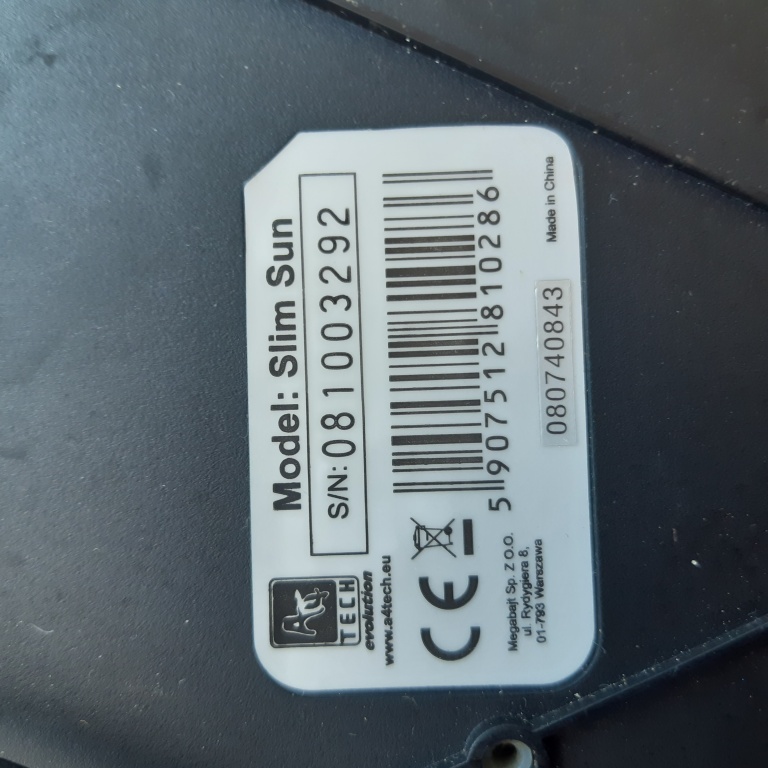 Model: Slim Sun
S/N: 081003292
A4
TECH
evolution
www.a4tech.eu
CE
5 907512 810286
Megabajt Sp. Z O.O.
ul. Rydygiera 8,
01-793 Warszawa
080740843
Made in China